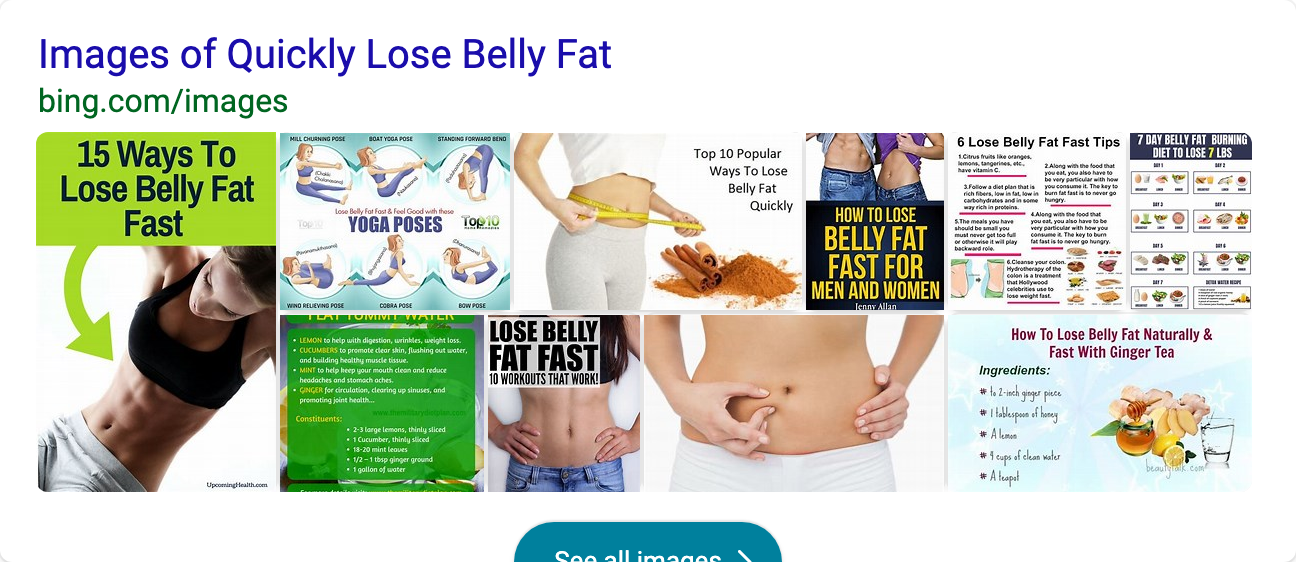 Images of Quickly Lose Belly Fat
bing.com/images
15 Ways To
Lose Belly Fat
Fast
UpcomingHealth.com
MILL CHURNING POSE
BOAT YOGA POSE
STANDING FORWARD BEND
(Chakki
Chalanasana)
(Naukasana)
Lose Belly Fat Fast & Feel Good with these
YOGA POSES
Top10
Home Remedies
(Bhujangasana)
(Dhanurasana)
WIND RELIEVING POSE
COBRA POSE
BOW POSE
Top 10 Popular
Ways To Lose
Belly Fat
Quickly
HOW TO LOSE
BELLY FAT
FAST FOR
MEN AND WOMEN
Jenny Allan
6 Lose Belly Fat Fast Tips
1.Citrus fruits like oranges,
lemons, tangerines, etc.,
have vitamin C.
2.Along with the food that
you eat, you also have to
be very particular with how
you consume it. The key to
burn fat fast is to never go
hungry.
3.Follow a diet plan that is
rich fibers, low in fat, low in
carbohydrates and in some
way rich in proteins.
4.Along with the food that
you eat, you also have to be
very particular with how
you consume it. The key to burn
fat fast is to never go hungry.
5.The meals you have
should be small you
must never get too full
or otherwise it will play
backward role.
6.Cleanse your colon.
Hydrotherapy of the
colon is a treatment
that Hollywood
celebrities use to
lose weight fast.
7 DAY BELLY FAT BURNING
DIET TO LOSE 7 LBS
DAY 1
DAY 2
BREAKFAST
LUNCH
DINNER
DAY 3
DAY 4
DAY 5
DAY 6
DAY 7
DETOX WATER RECIPE
FLAT TUMMY WATER
• LEMON to help with digestion, wrinkles, weight loss.
• CUCUMBERS to promote clear skin, flushing out water,
and building healthy muscle tissue.
• MINT to help keep your mouth clean and reduce
headaches and stomach aches.
• GINGER for circulation, clearing up sinuses, and
promoting joint health...
www.themilitarydietplan.com
Constituents:
• 2-3 large lemons, thinly sliced
• 1 Cucumber, thinly sliced
• 18-20 mint leaves
• 1/2 – 1 tbsp ginger ground
• 1 gallon of water
LOSE BELLY
FAT FAST
10 WORKOUTS THAT WORK!
How To Lose Belly Fat Naturally &
Fast With Ginger Tea
Ingredients:
# to 2-inch ginger piece
# 1 tablespoon of honey
# A lemon
# 4 cups of clean water
# A teapot
beautytalk.com
See all images